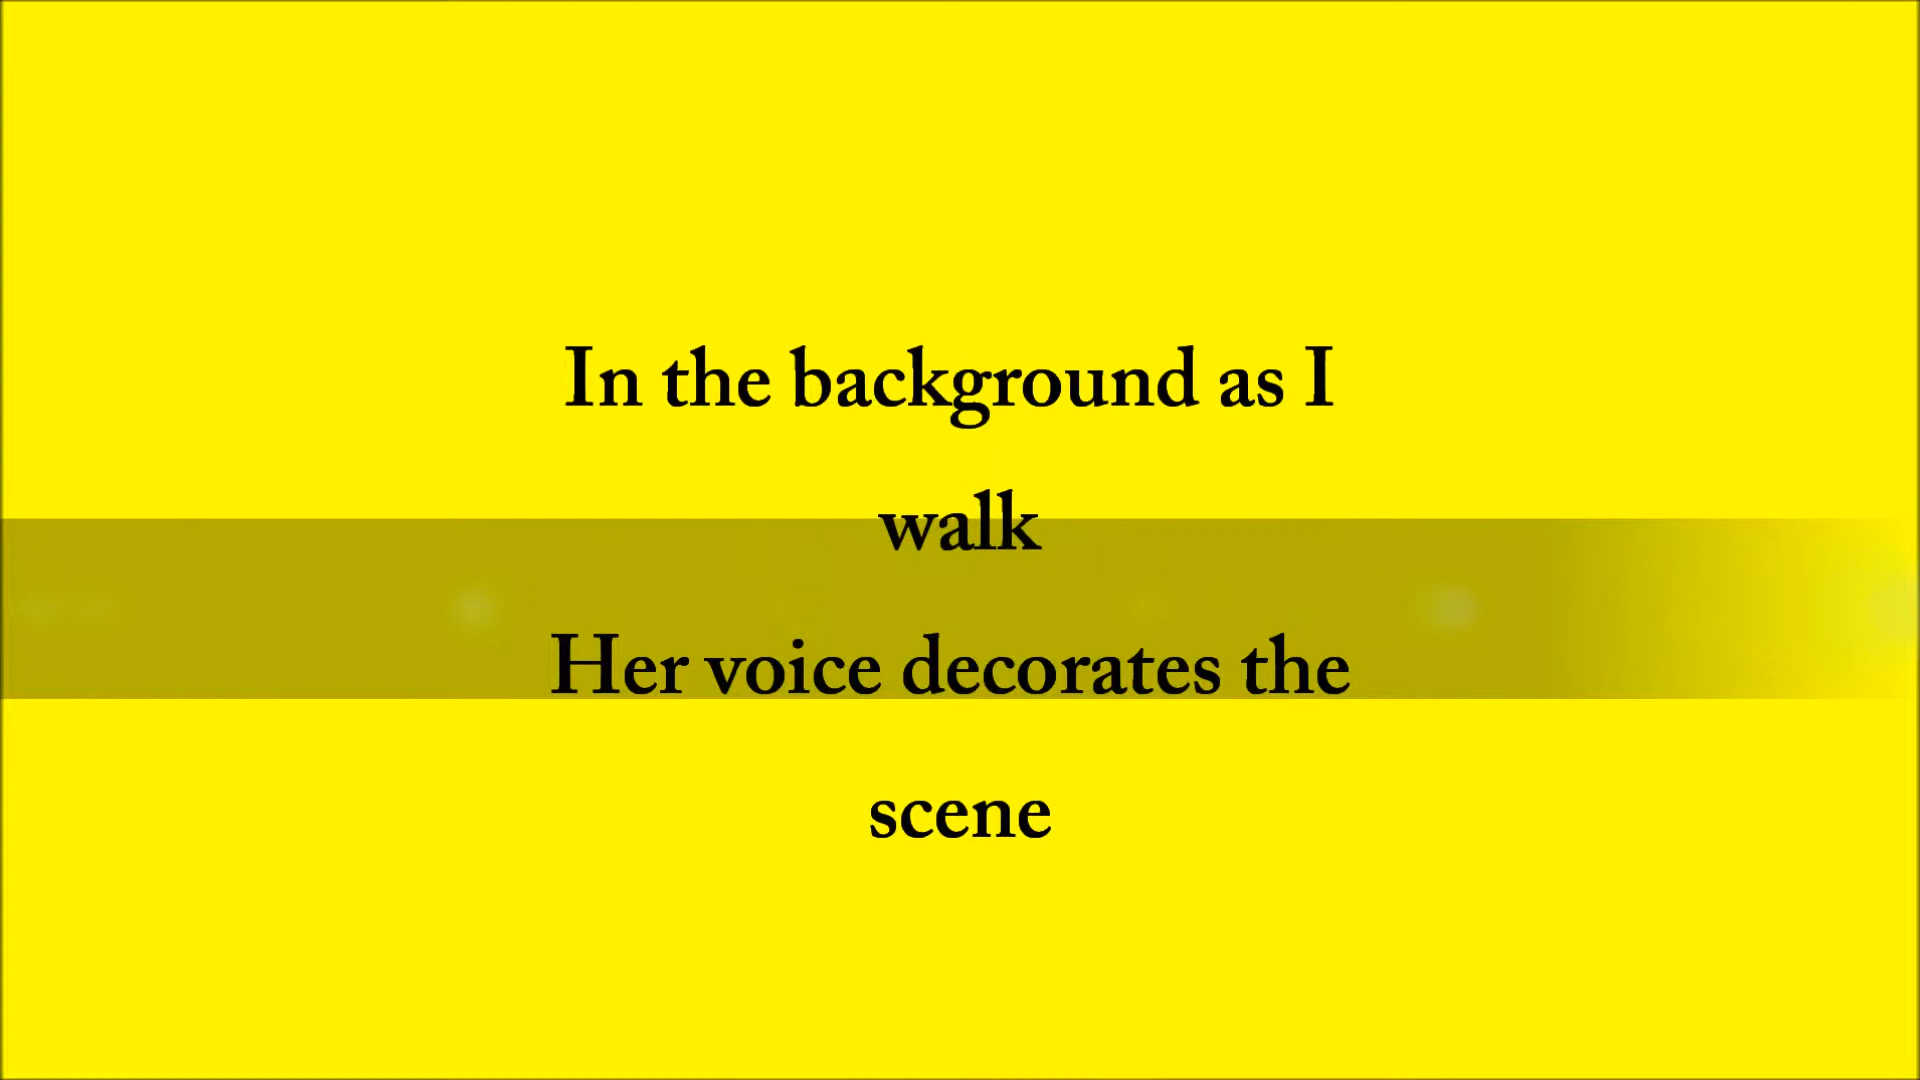 In the background as I
walk
Her voice decorates the
scene